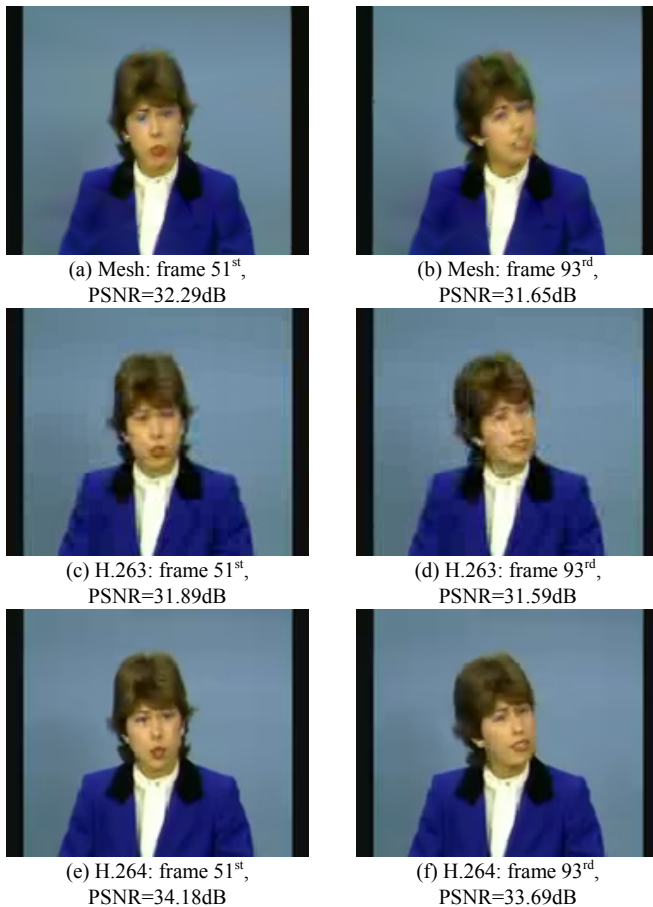 (a) Mesh: frame 51st,
PSNR=32.29dB
(b) Mesh: frame 93rd,
PSNR=31.65dB
(c) H.263: frame 51st,
PSNR=31.89dB
(d) H.263: frame 93rd,
PSNR=31.59dB
(e) H.264: frame 51st,
PSNR=34.18dB
(f) H.264: frame 93rd,
PSNR=33.69dB